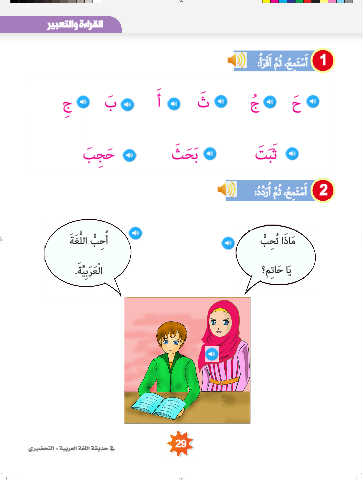 القراءة والتعبير
1 أَسْتَمِعُ، ثُمَّ أَقْرَأُ:
حَ جُ ثَ أَ بَ جِ
ثَبَتَ بَحَثَ حَجِبَ
2 أَسْتَمِعُ، ثُمَّ أُرَدِّدُ:
مَاذَا تُحِبُّ
يَا حَاتِم؟
أُحِبُّ اللُّغَةَ
الْعَرَبِيَّةَ.
29
في حديقة اللغة العربية - التحضيري